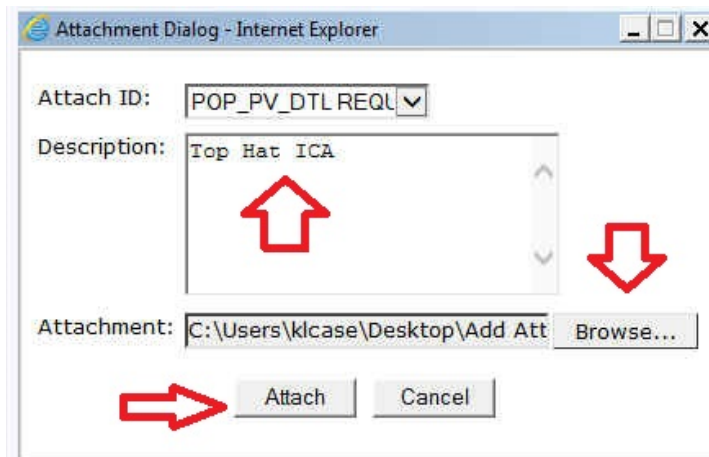 Attachment Dialog - Internet Explorer
Attach ID: POP_PV_DTL REQU
Description: Top Hat ICA
Attachment: C:\Users\klcase\Desktop\Add Att Browse...
Attach Cancel